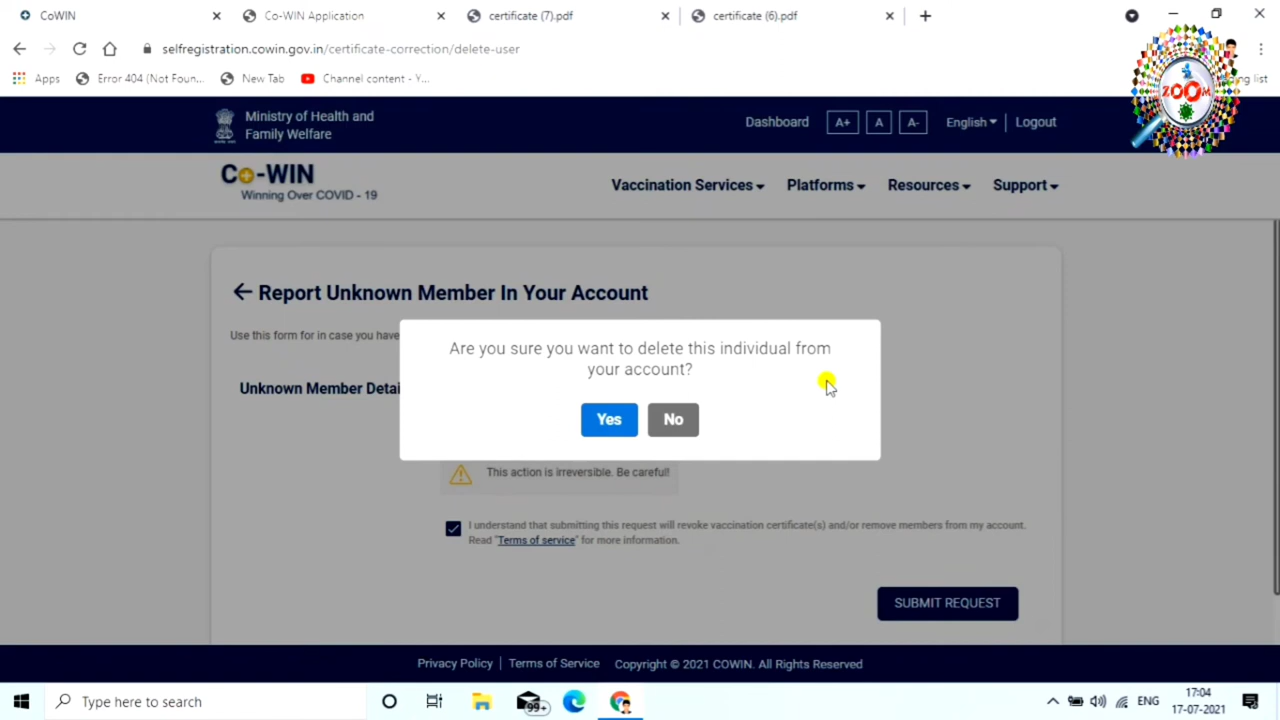 CoWIN
Co-WIN Application
certificate (7).pdf
certificate (6).pdf
selfregistration.cowin.gov.in/certificate-correction/delete-user
Apps
Error 404 (Not Foun...
New Tab
Channel content - Y...
ding list
ZOOM
Ministry of Health and
Family Welfare
Dashboard
A+
A
A-
English
Logout
Co-WIN
Winning Over COVID - 19
Vaccination Services
Platforms
Resources
Support
Report Unknown Member In Your Account
Use this form for in case you have
Are you sure you want to delete this individual from
your account?
Unknown Member Detai
Yes
No
This action is irreversible. Be careful!
I understand that submitting this request will revoke vaccination certificate(s) and/or remove members from my account.
Read "Terms of service" for more information.
SUBMIT REQUEST
Privacy Policy | Terms of Service
Copyright © 2021 COWIN. All Rights Reserved
Type here to search
99+
ENG
17:04
17-07-2021